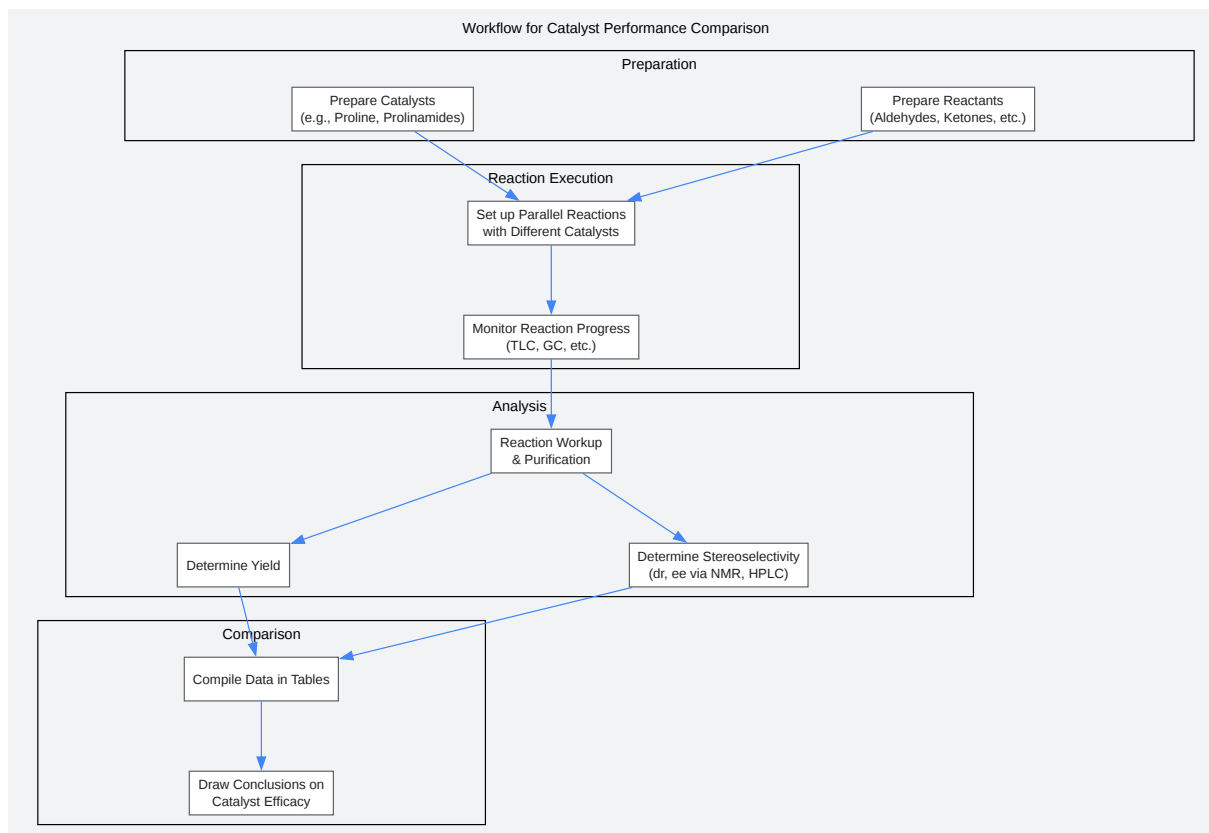 Workflow for Catalyst Performance Comparison
Preparation
Prepare Catalysts
(e.g., Proline, Prolinamides)
Prepare Reactants
(Aldehydes, Ketones, etc.)
Reaction Execution
Set up Parallel Reactions
with Different Catalysts
Monitor Reaction Progress
(TLC, GC, etc.)
Analysis
Reaction Workup
& Purification
Determine Yield
Determine Stereoselectivity
(dr, ee via NMR, HPLC)
Comparison
Compile Data in Tables
Draw Conclusions on
Catalyst Efficacy